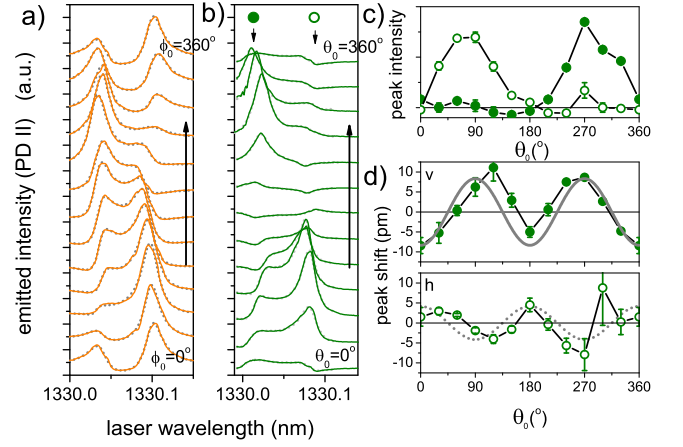 a)
b)
c)
ϕ₀=360°
θ₀=360°
emitted intensity (PD II) (a.u.)
ϕ₀=0°
θ₀=0°
1330.0
1330.1
1330.0
1330.1
laser wavelength (nm)
peak intensity
0
90
180
270
360
θ₀(°)
d)
v
10
5
0
-5
-10
peak shift (pm)
h
10
5
0
-5
-10
0
90
180
270
360
θ₀(°)